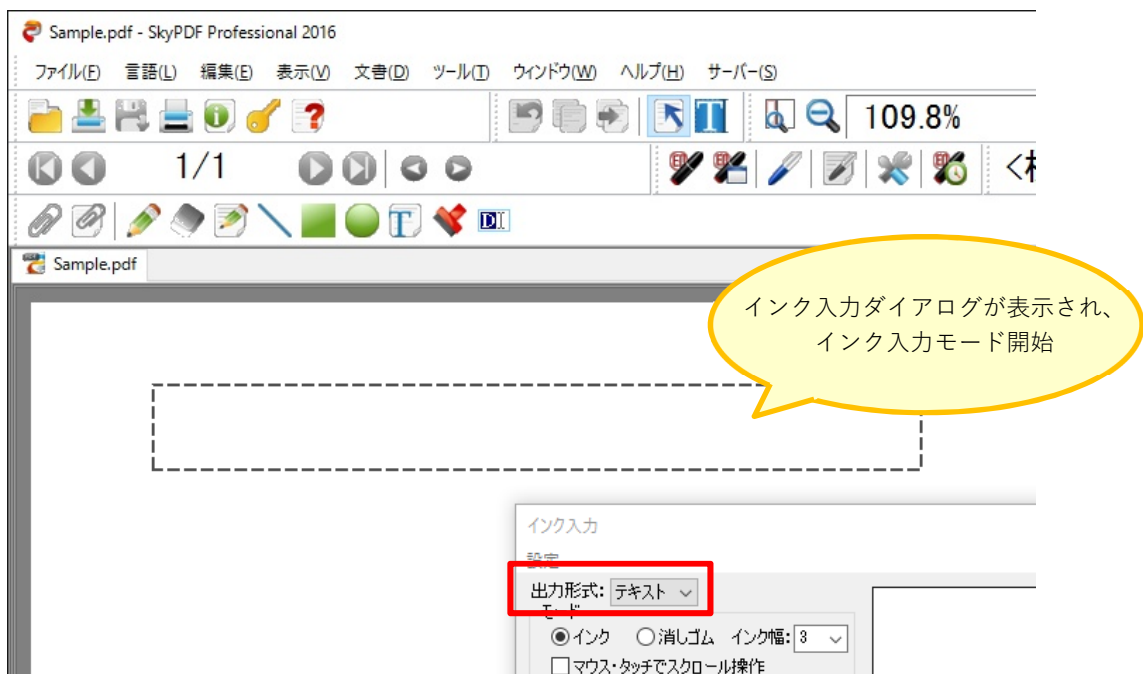 Sample.pdf - SkyPDF Professional 2016
ファイル(F) 言語(L) 編集(E) 表示(V) 文書(D) ツール(T) ウインドウ(W) ヘルプ(H) サーバー(S)
109.8%
1/1
Sample.pdf
インク入力ダイアログが表示され、
インク入力モード開始
インク入力
設定
出力形式: テキスト
モード
インク 消しゴム インク幅: 3
マウス・タッチでスクロール操作